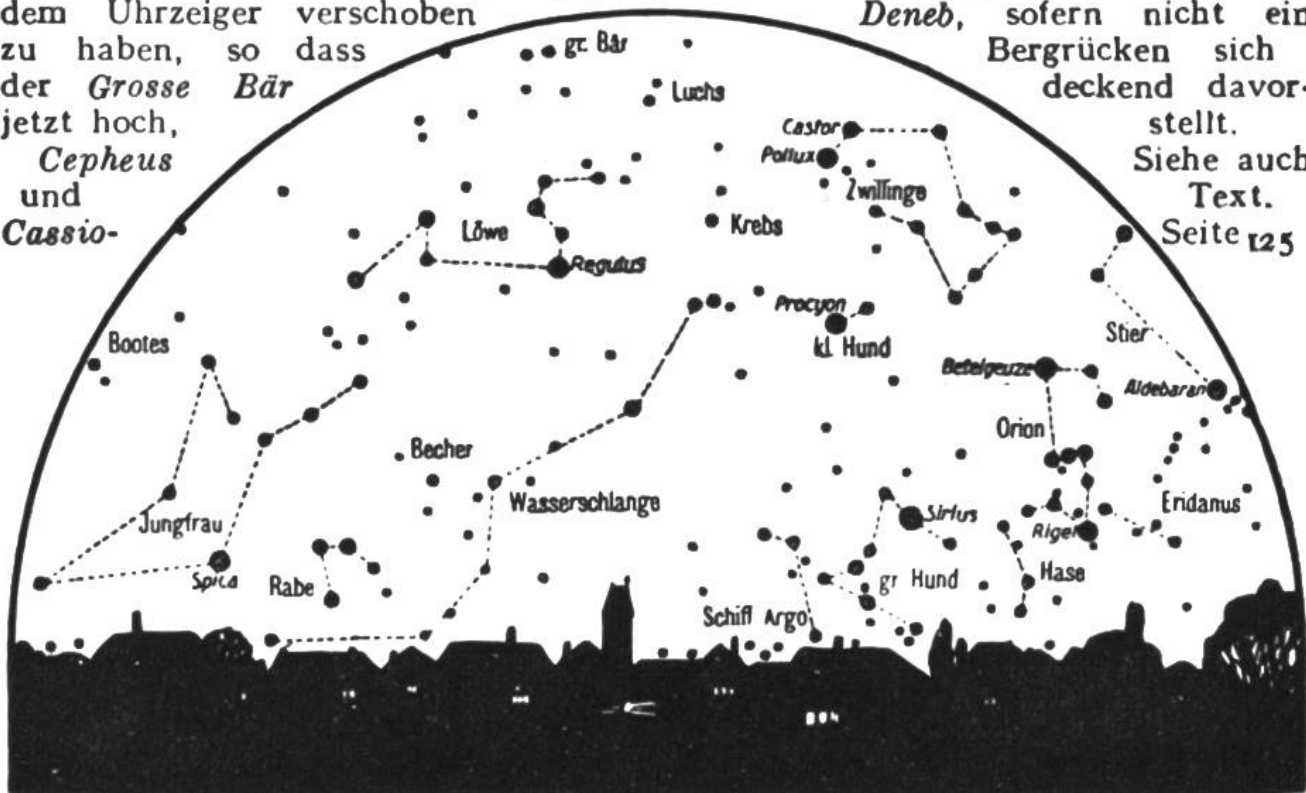 dem Uhrzeiger verschoben
zu haben, so dass
der Grosse Bär
jetzt hoch,
Cepheus
und
Cassio-
Deneb, sofern nicht ein
Bergrücken sich
deckend davor-
stellt.
Siehe auch
Text.
Seite 125
gr. Bär
Luchs
Castor
Pollux
Zwillinge
Löwe
Krebs
Regulus
Procyon
kl. Hund
Stier
Bootes
Beteigeuze
Aldebaran
Orion
Becher
Wasserschlange
Eridanus
Jungfrau
Sirius
Rigel
Spica
Rabe
gr. Hund
Hase
Schiff Argo